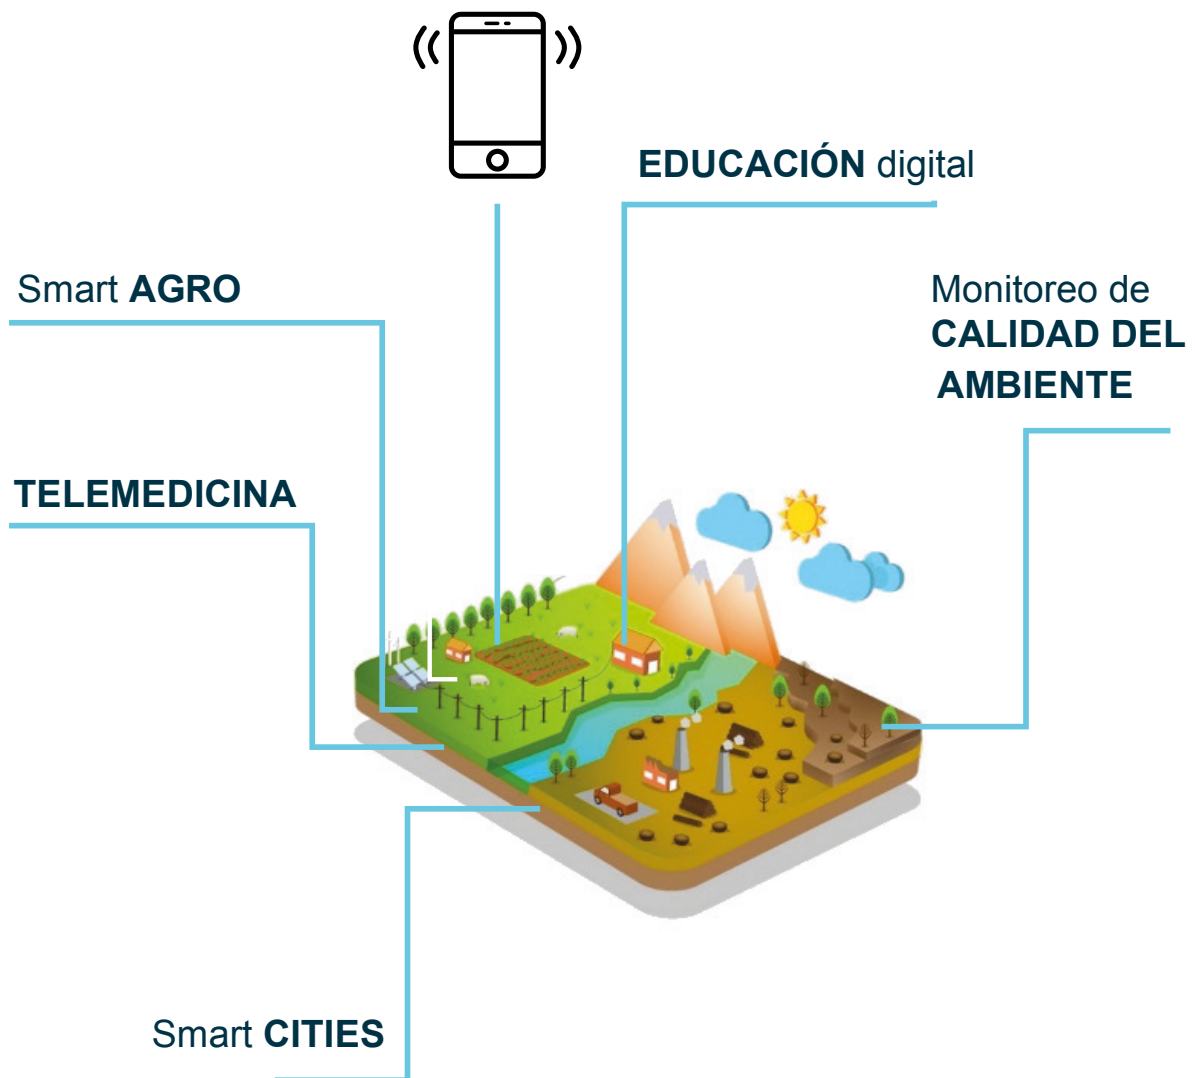 EDUCACIÓN digital
Smart AGRO
Monitoreo de
CALIDAD DEL
AMBIENTE
TELEMEDICINA
Smart CITIES